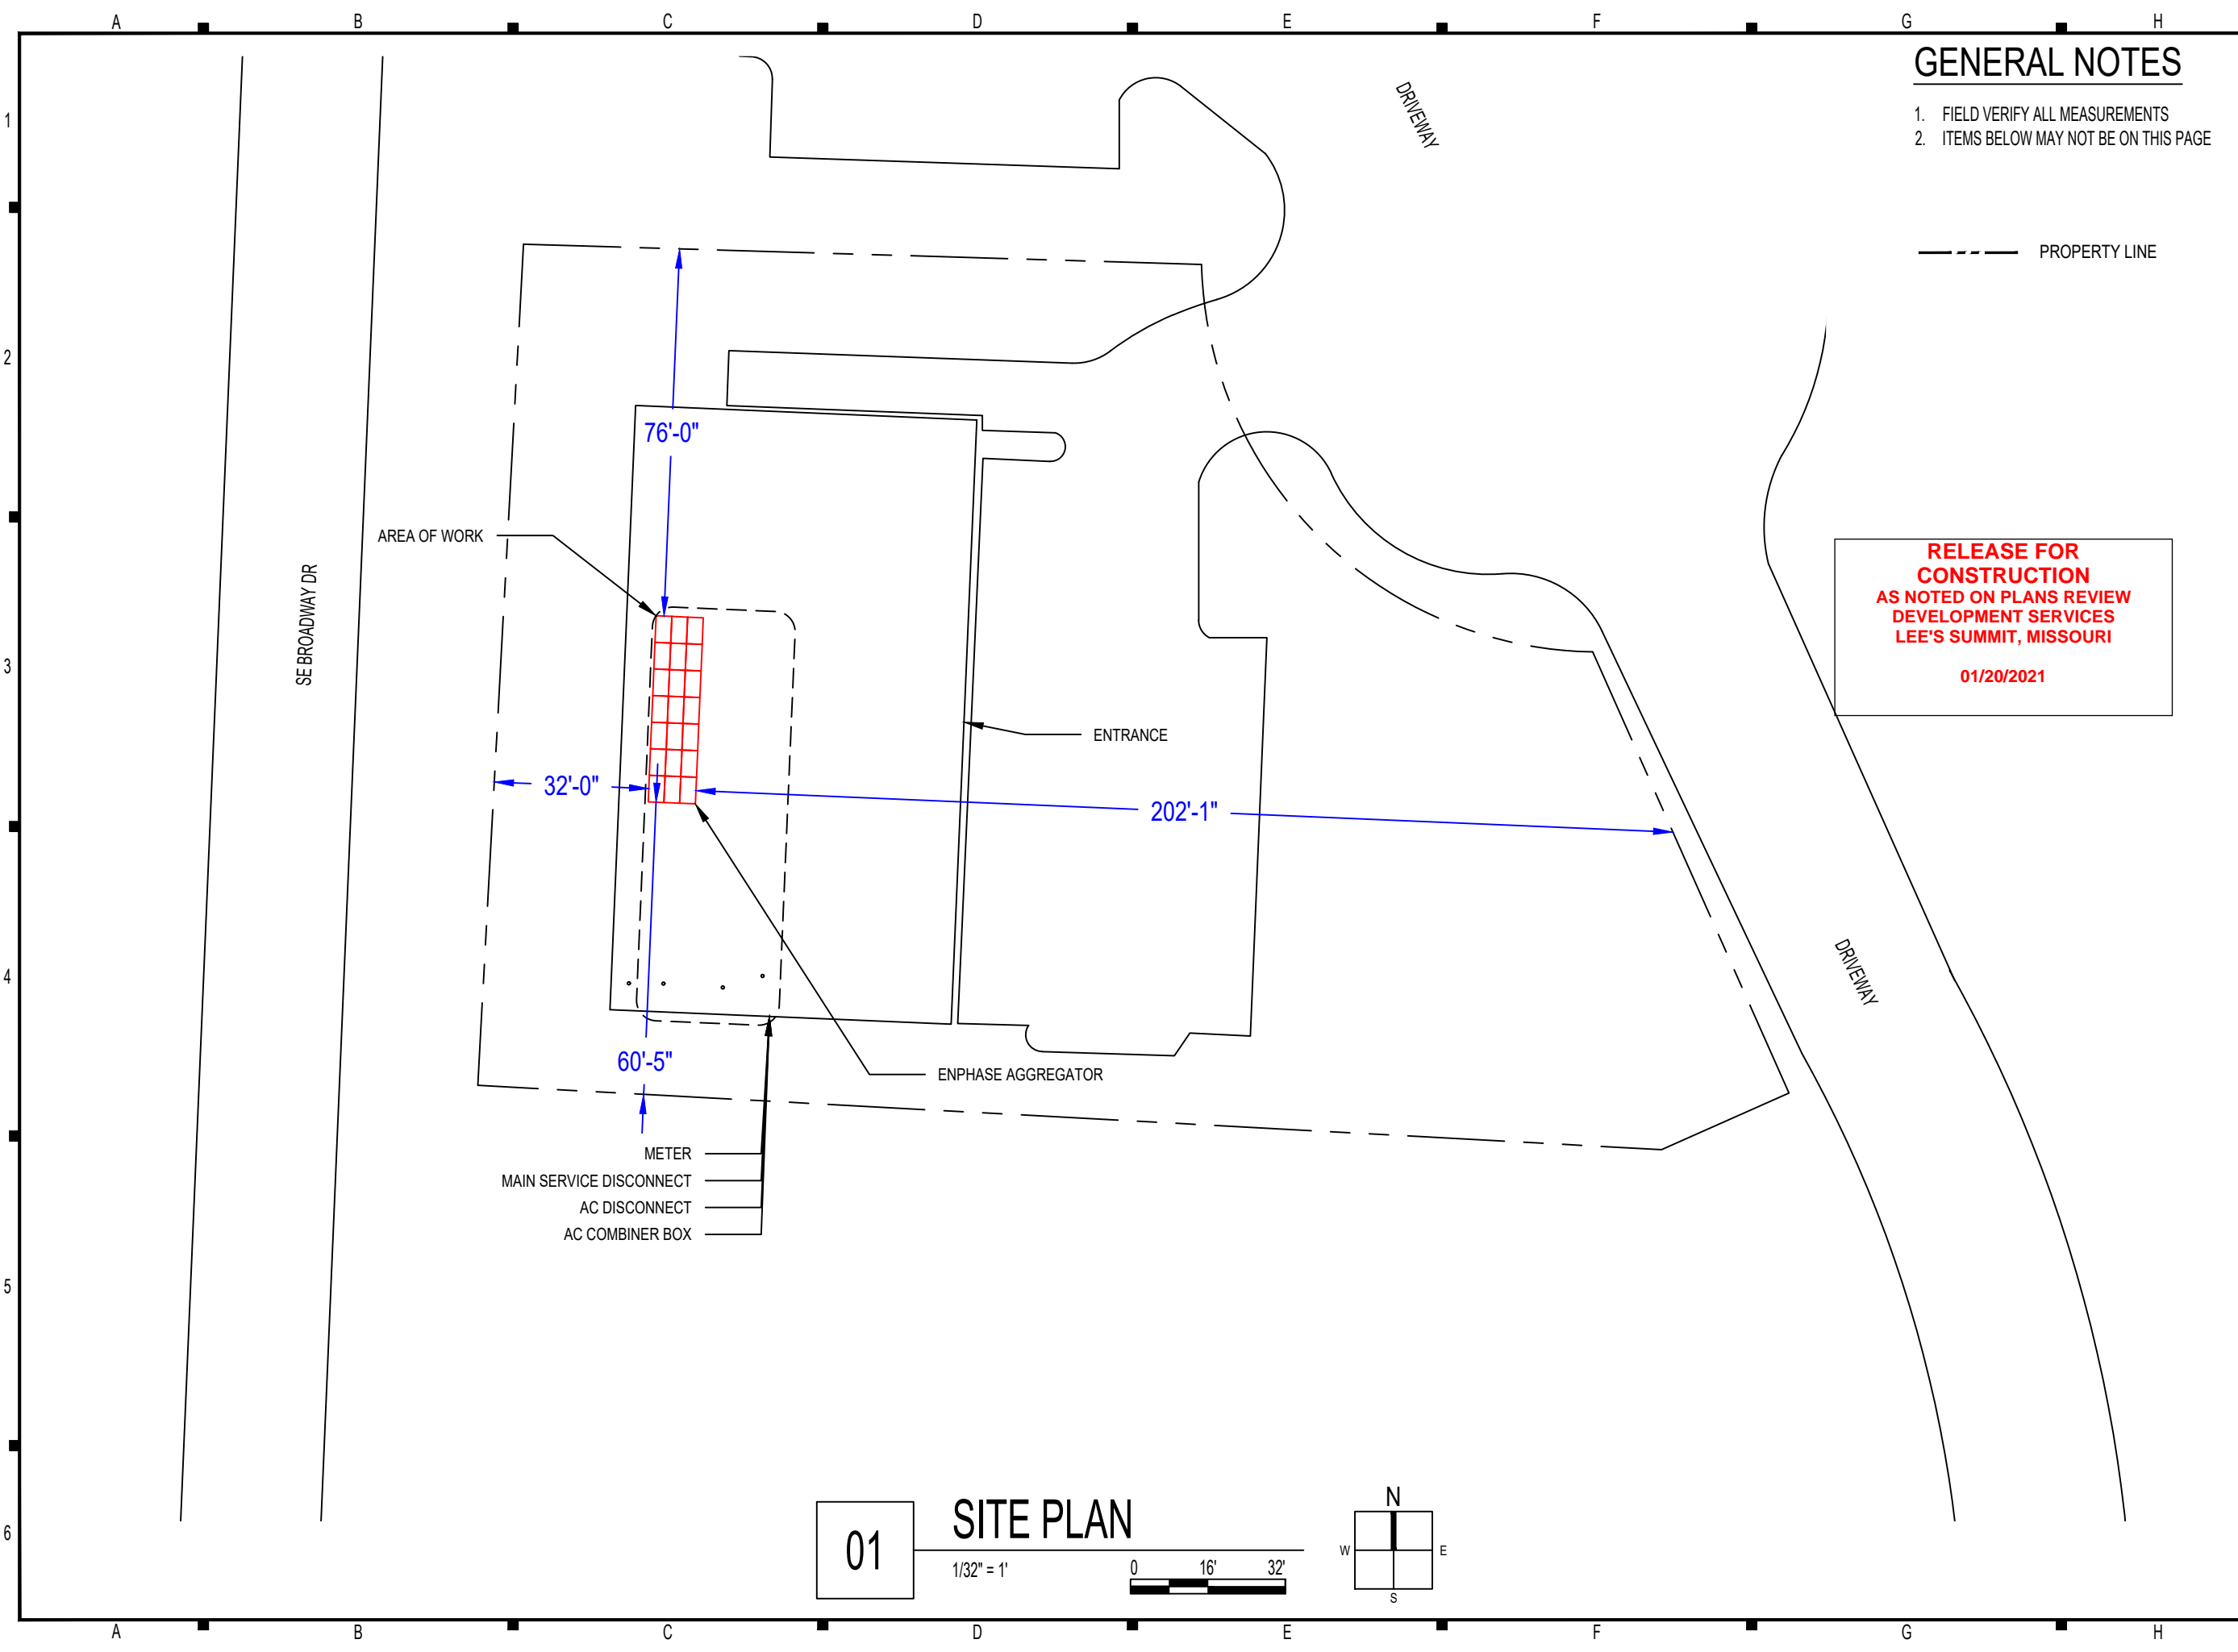 A B C D E F G H
GENERAL NOTES
1. FIELD VERIFY ALL MEASUREMENTS
2. ITEMS BELOW MAY NOT BE ON THIS PAGE
PROPERTY LINE
DRIVEWAY
1
2
3
4
5
6
76'-0"
AREA OF WORK
SE BROADWAY DR
RELEASE FOR
CONSTRUCTION
AS NOTED ON PLANS REVIEW
DEVELOPMENT SERVICES
LEE'S SUMMIT, MISSOURI
01/20/2021
ENTRANCE
32'-0"
202'-1"
DRIVEWAY
60'-5"
ENPHASE AGGREGATOR
METER
MAIN SERVICE DISCONNECT
AC DISCONNECT
AC COMBINER BOX
01
SITE PLAN
1/32" = 1'
0 16' 32'
N
W E
S
A B C D E F G H